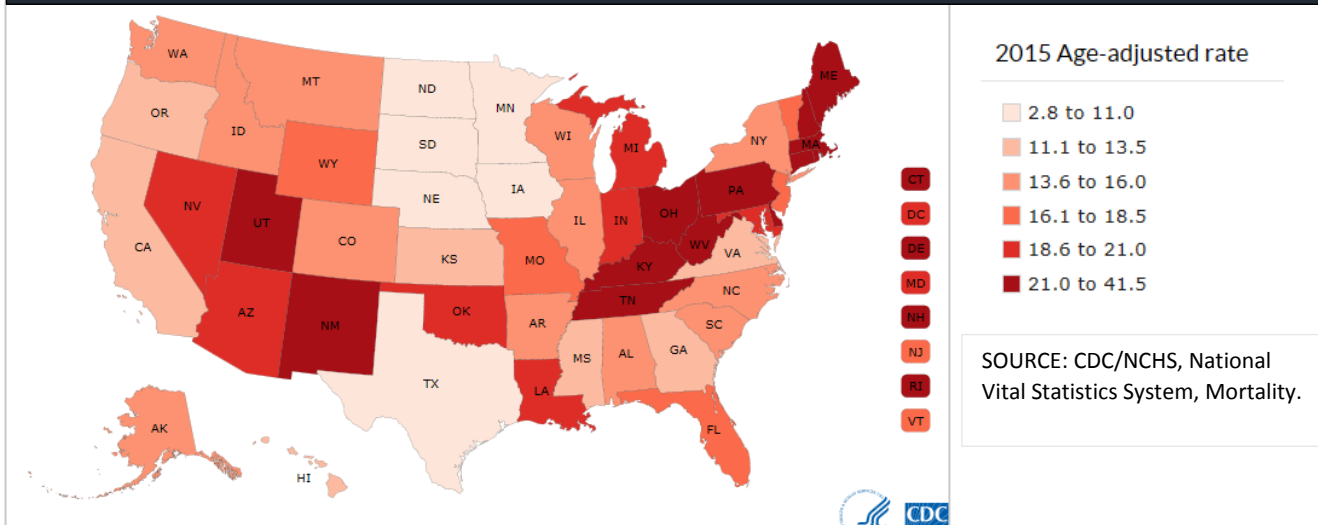 WA
MT
ND
MN
OR
ID
WY
SD
WI
MI
NY
ME
MA
NV
UT
CO
NE
IA
IL
IN
OH
PA
CA
KS
MO
KY
WV
VA
AZ
NM
OK
AR
TN
NC
SC
TX
LA
MS
AL
GA
FL
AK
HI
CT
DC
DE
MD
NH
NJ
RI
VT
CDC
2015 Age-adjusted rate
2.8 to 11.0
11.1 to 13.5
13.6 to 16.0
16.1 to 18.5
18.6 to 21.0
21.0 to 41.5
SOURCE: CDC/NCHS, National
Vital Statistics System, Mortality.